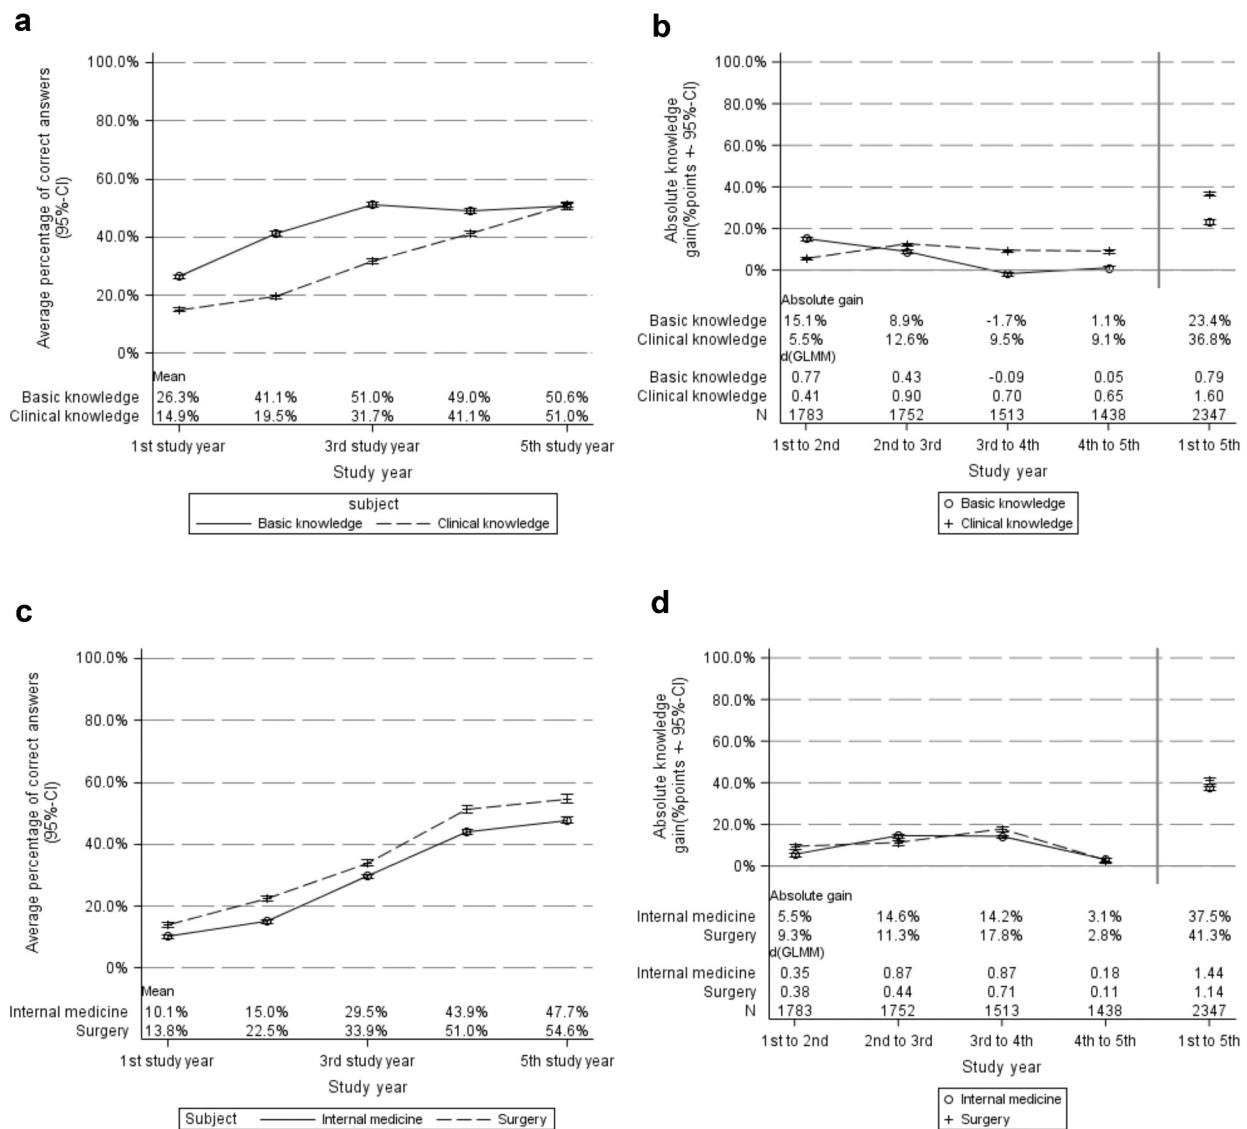 a
Average percentage of correct answers
(95%-CI)
100.0%
80.0%
60.0%
40.0%
20.0%
0%
Mean
Basic knowledge 26.3% 41.1% 51.0% 49.0% 50.6%
Clinical knowledge 14.9% 19.5% 31.7% 41.1% 51.0%
1st study year 3rd study year 5th study year
Study year
subject
Basic knowledge Clinical knowledge
b
Absolute knowledge
gain(%points +- 95%-CI)
100.0%
80.0%
60.0%
40.0%
20.0%
0%
Absolute gain
Basic knowledge 15.1% 8.9% -1.7% 1.1% 23.4%
Clinical knowledge 5.5% 12.6% 9.5% 9.1% 36.8%
d(GLMM)
Basic knowledge 0.77 0.43 -0.09 0.05 0.79
Clinical knowledge 0.41 0.90 0.70 0.65 1.60
N 1783 1752 1513 1438 2347
1st to 2nd 2nd to 3rd 3rd to 4th 4th to 5th 1st to 5th
Study year
Basic knowledge
Clinical knowledge
c
Average percentage of correct answers
(95%-CI)
100.0%
80.0%
60.0%
40.0%
20.0%
0%
Mean
Internal medicine 10.1% 15.0% 29.5% 43.9% 47.7%
Surgery 13.8% 22.5% 33.9% 51.0% 54.6%
1st study year 3rd study year 5th study year
Study year
Subject Internal medicine Surgery
d
Absolute knowledge
gain(%points +- 95%-CI)
100.0%
80.0%
60.0%
40.0%
20.0%
0%
Absolute gain
Internal medicine 5.5% 14.6% 14.2% 3.1% 37.5%
Surgery 9.3% 11.3% 17.8% 2.8% 41.3%
d(GLMM)
Internal medicine 0.35 0.87 0.87 0.18 1.44
Surgery 0.38 0.44 0.71 0.11 1.14
N 1783 1752 1513 1438 2347
1st to 2nd 2nd to 3rd 3rd to 4th 4th to 5th 1st to 5th
Study year
Internal medicine
Surgery